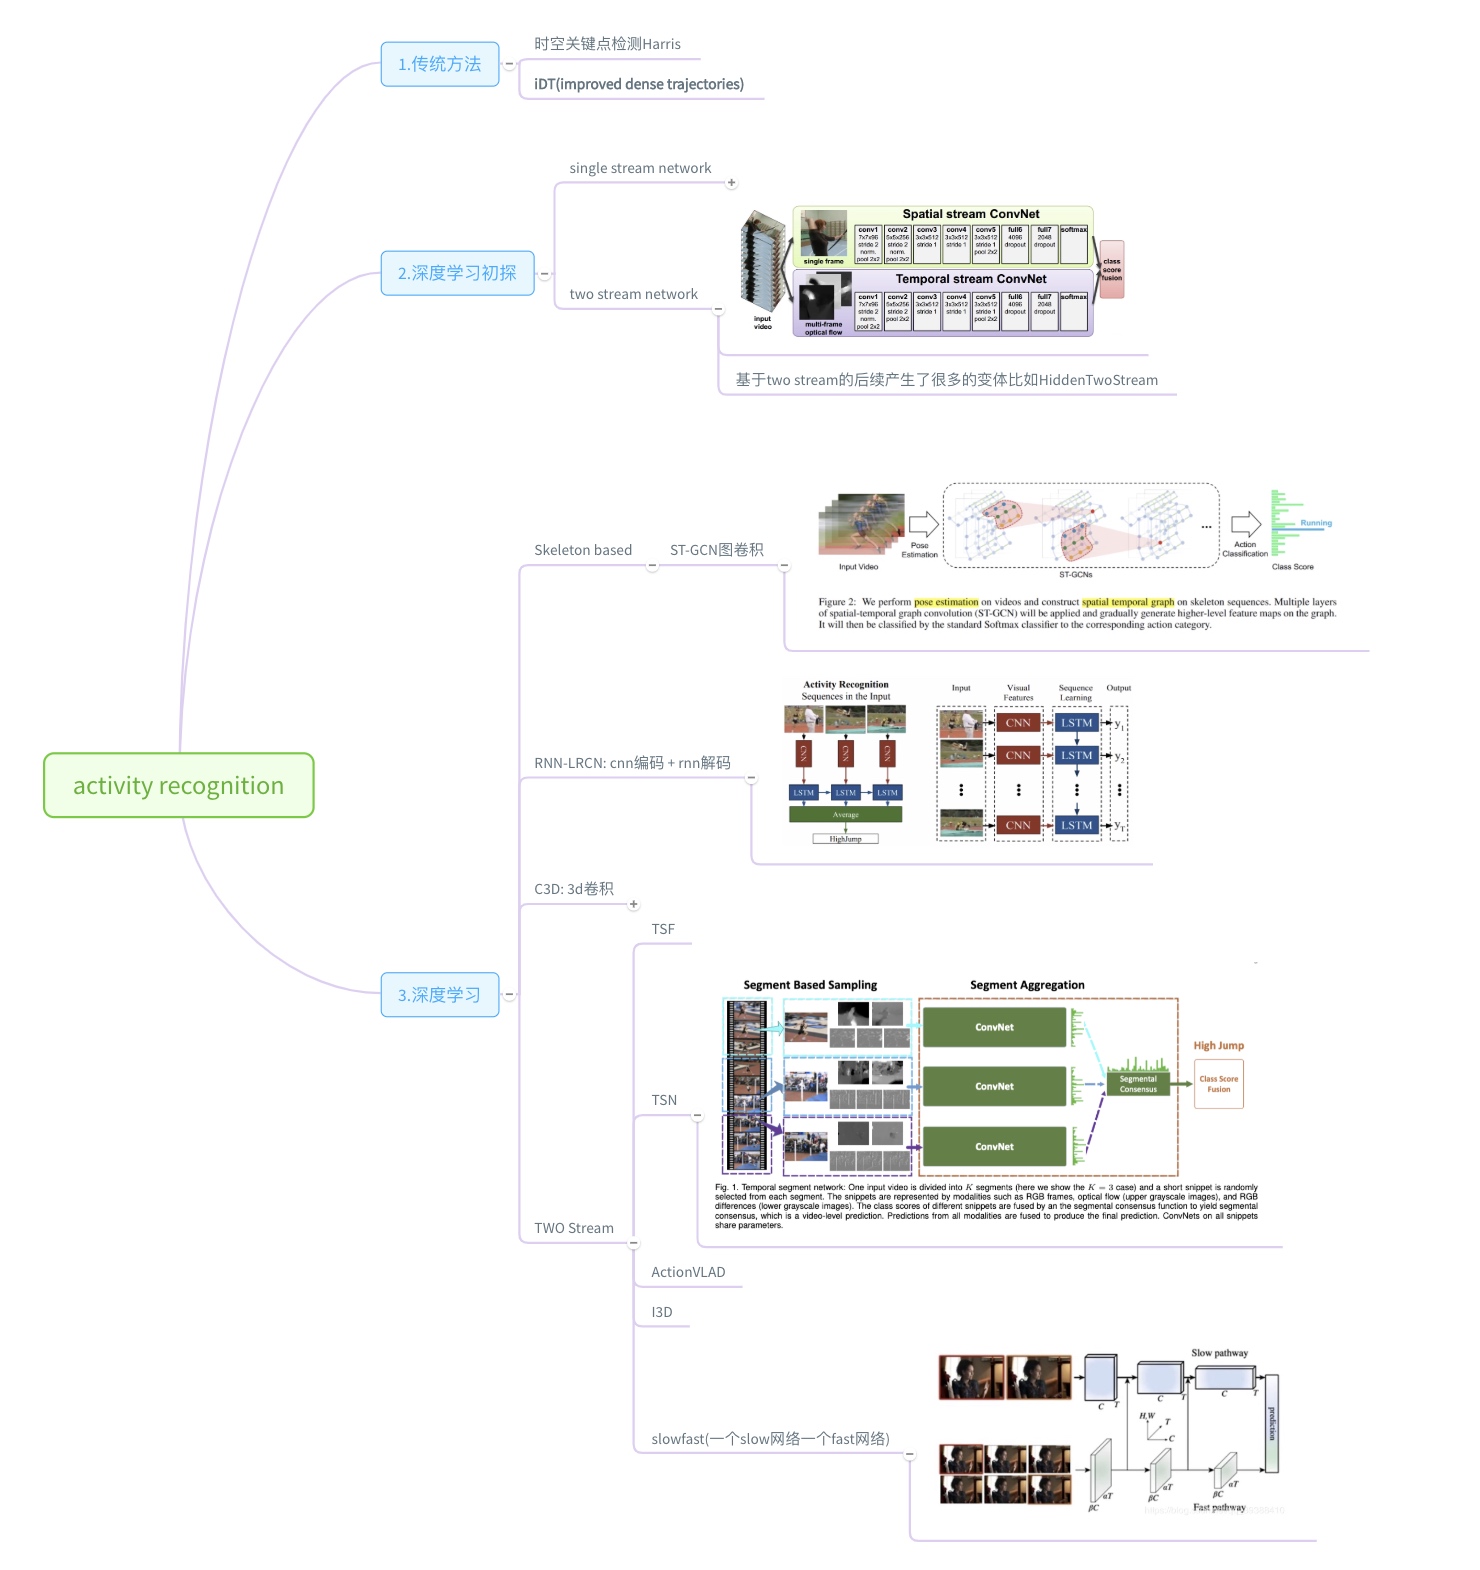 1.传统方法
时空关键点检测Harris
iDT(improved dense trajectories)
2.深度学习初探
single stream network
two stream network
Spatial stream ConvNet
single frame
conv1
7x7x96
stride 2
norm.
pool 2x2
conv2
5x5x256
stride 2
norm.
pool 2x2
conv3
3x3x512
stride 1
conv4
3x3x512
stride 1
conv5
3x3x512
stride 1
pool 2x2
full6
4096
dropout
full7
2048
dropout
softmax
Temporal stream ConvNet
input
video
multi-frame
optical flow
conv1
7x7x96
stride 2
norm.
pool 2x2
conv2
5x5x256
stride 2
pool 2x2
conv3
3x3x512
stride 1
conv4
3x3x512
stride 1
conv5
3x3x512
stride 1
pool 2x2
full6
4096
dropout
full7
2048
dropout
softmax
class
score
fusion
基于two stream的后续产生了很多的变体比如HiddenTwoStream
activity recognition
3.深度学习
Skeleton based
ST-GCN图卷积
Input Video
Pose
Estimation
...
ST-GCNs
Action
Classification
Running
Class Score
Figure 2: We perform pose estimation on videos and construct spatial temporal graph on skeleton sequences. Multiple layers
of spatial-temporal graph convolution (ST-GCN) will be applied and gradually generate higher-level feature maps on the graph.
It will then be classified by the standard Softmax classifier to the corresponding action category.
RNN-LRCN: cnn编码 + rnn解码
Activity Recognition
Sequences in the Input
CNN
CNN
CNN
LSTM
LSTM
LSTM
Average
HighJump
Input
Visual
Features
Sequence
Learning
Output
CNN
LSTM
y1
CNN
LSTM
y2
CNN
LSTM
yT
C3D: 3d卷积
TWO Stream
TSF
TSN
Segment Based Sampling
Segment Aggregation
ConvNet
ConvNet
ConvNet
Segmental
Consensus
High Jump
Class Score
Fusion
Fig. 1. Temporal segment network: One input video is divided into K segments (here we show the K = 3 case) and a short snippet is randomly
selected from each segment. The snippets are represented by modalities such as RGB frames, optical flow (upper grayscale images), and RGB
differences (lower grayscale images). The class scores of different snippets are fused by an the segmental consensus function to yield segmental
consensus, which is a video-level prediction. Predictions from all modalities are fused to produce the final prediction. ConvNets on all snippets
share parameters.
ActionVLAD
I3D
slowfast(一个slow网络一个fast网络)
Slow pathway
C
T
C
T
C
T
H,W
T
C
prediction
βC
αT
βC
αT
βC
αT
Fast pathway